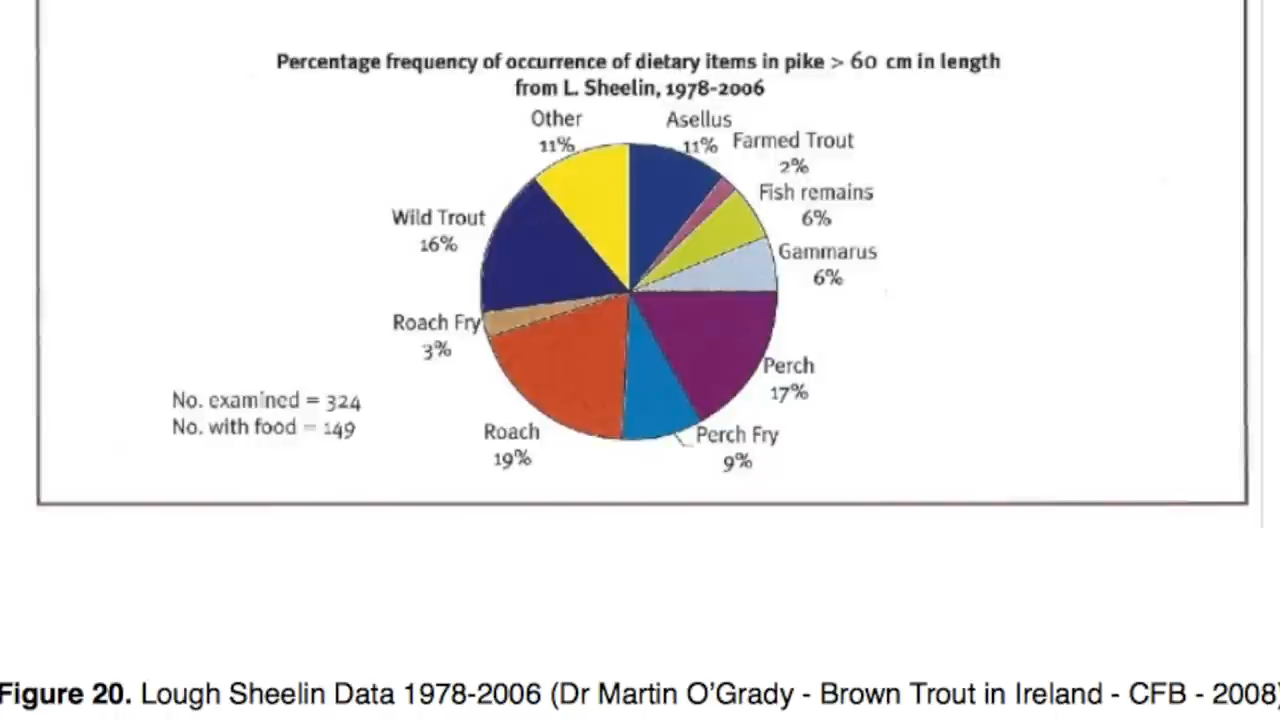 Percentage frequency of occurrence of dietary items in pike > 60 cm in length
from L. Sheelin, 1978-2006
Other
11%
Asellus
11%
Farmed Trout
2%
Fish remains
6%
Gammarus
6%
Perch
17%
Perch Fry
9%
Roach
19%
Roach Fry
3%
Wild Trout
16%
No. examined = 324
No. with food = 149
Figure 20. Lough Sheelin Data 1978-2006 (Dr Martin O'Grady - Brown Trout in Ireland - CFB - 2008)